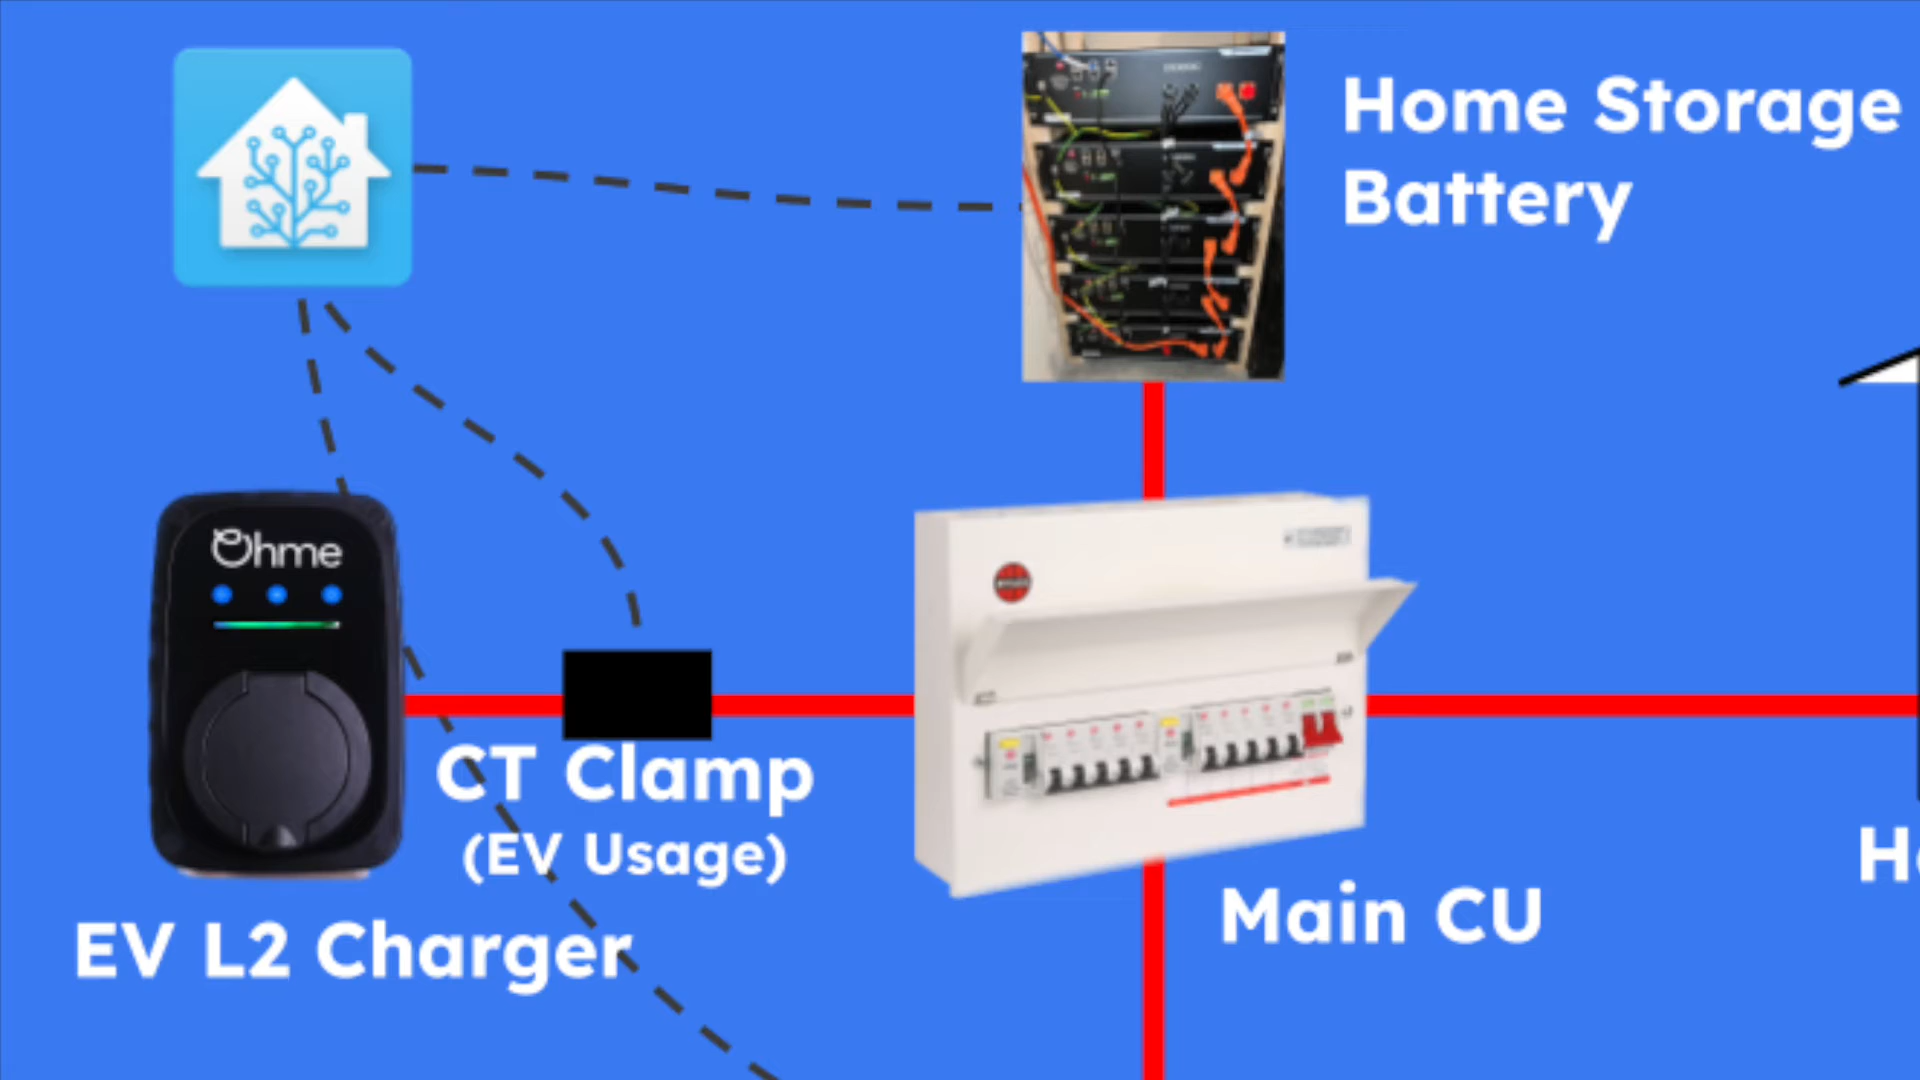 Home Storage
Battery
Ohme
CT Clamp
(EV Usage)
EV L2 Charger
Main CU